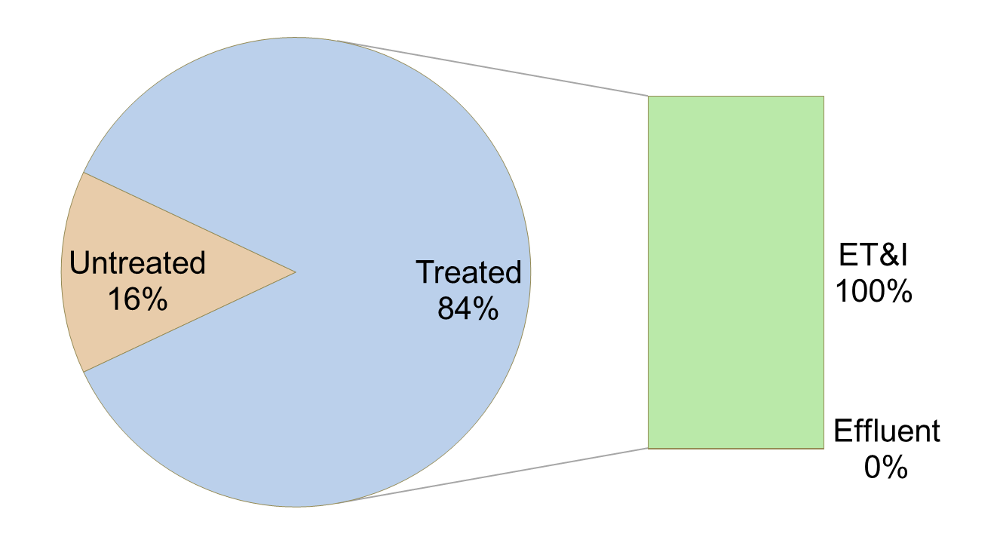 Untreated
16%
Treated
84%
ET&I
100%
Effluent
0%